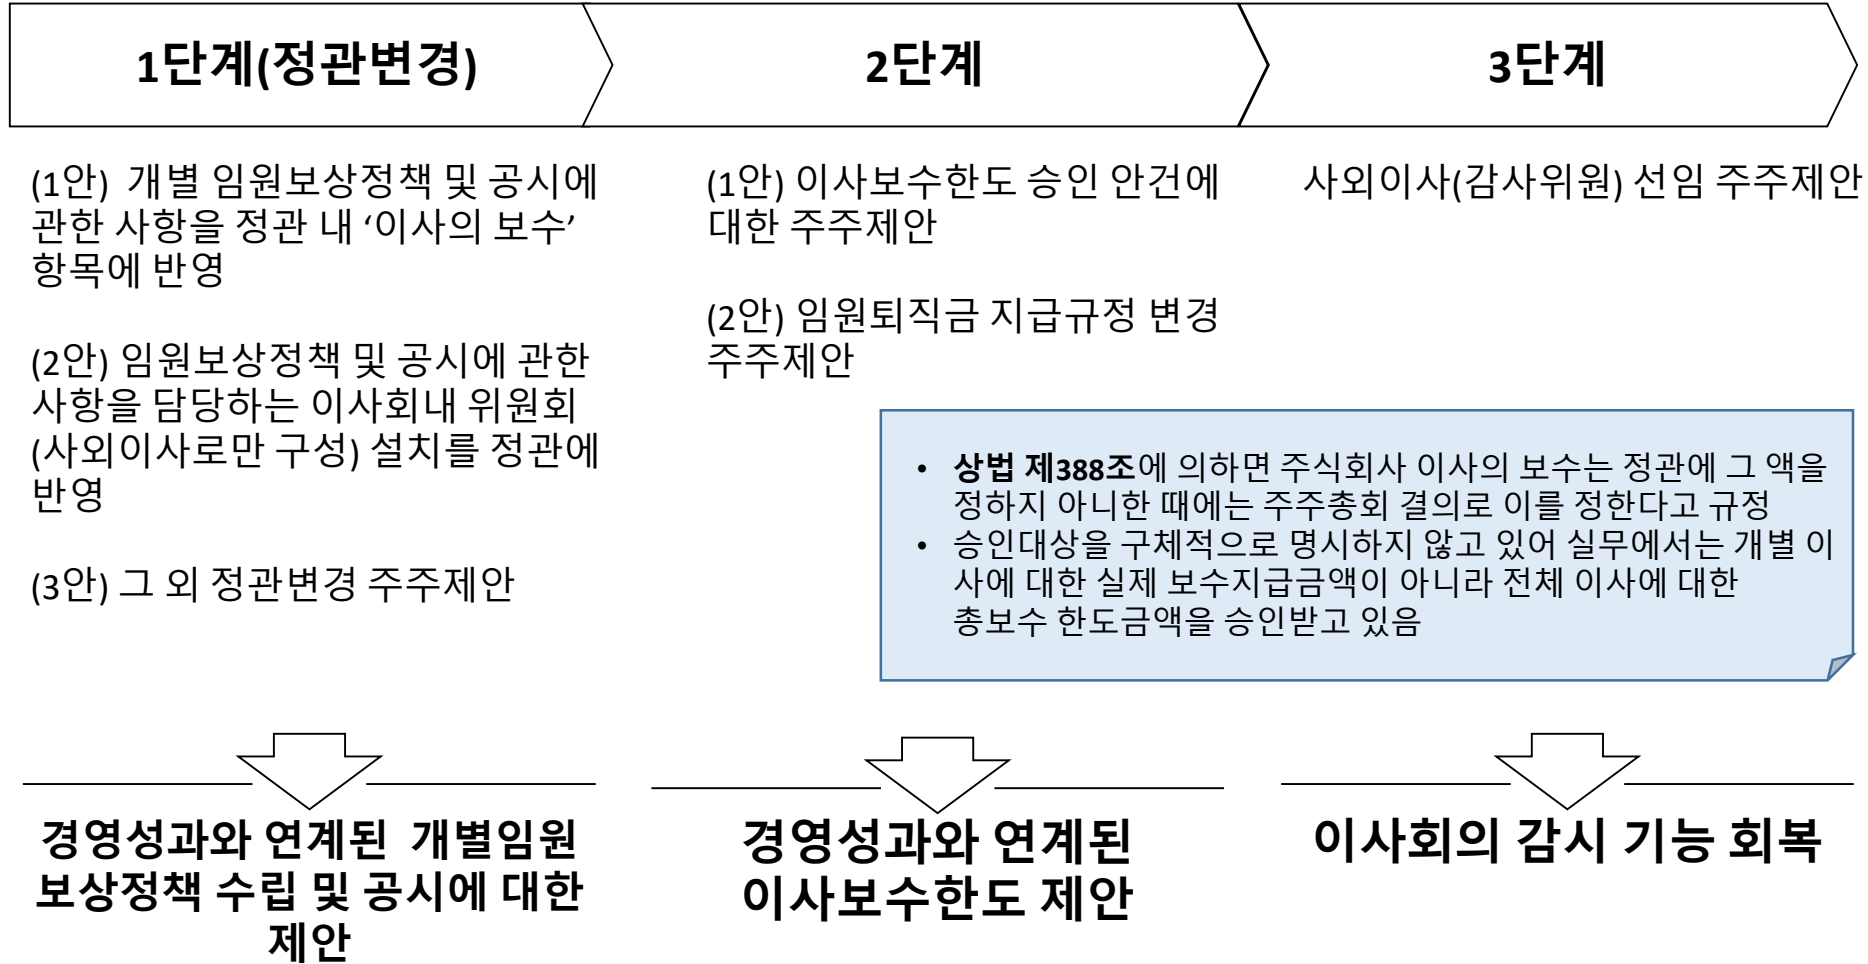 1단계(정관변경)
2단계
3단계
(1안) 개별 임원보상정책 및 공시에
관한 사항을 정관 내 ‘이사의 보수’
항목에 반영
(2안) 임원보상정책 및 공시에 관한
사항을 담당하는 이사회내 위원회
(사외이사로만 구성) 설치를 정관에
반영
(3안) 그 외 정관변경 주주제안
(1안) 이사보수한도 승인 안건에
대한 주주제안
(2안) 임원퇴직금 지급규정 변경
주주제안
사외이사(감사위원) 선임 주주제안
• 상법 제388조에 의하면 주식회사 이사의 보수는 정관에 그 액을
정하지 아니한 때에는 주주총회 결의로 이를 정한다고 규정
• 승인대상을 구체적으로 명시하지 않고 있어 실무에서는 개별 이
사에 대한 실제 보수지급금액이 아니라 전체 이사에 대한
총보수 한도금액을 승인받고 있음
경영성과와 연계된 개별임원
보상정책 수립 및 공시에 대한
제안
경영성과와 연계된
이사보수한도 제안
이사회의 감시 기능 회복